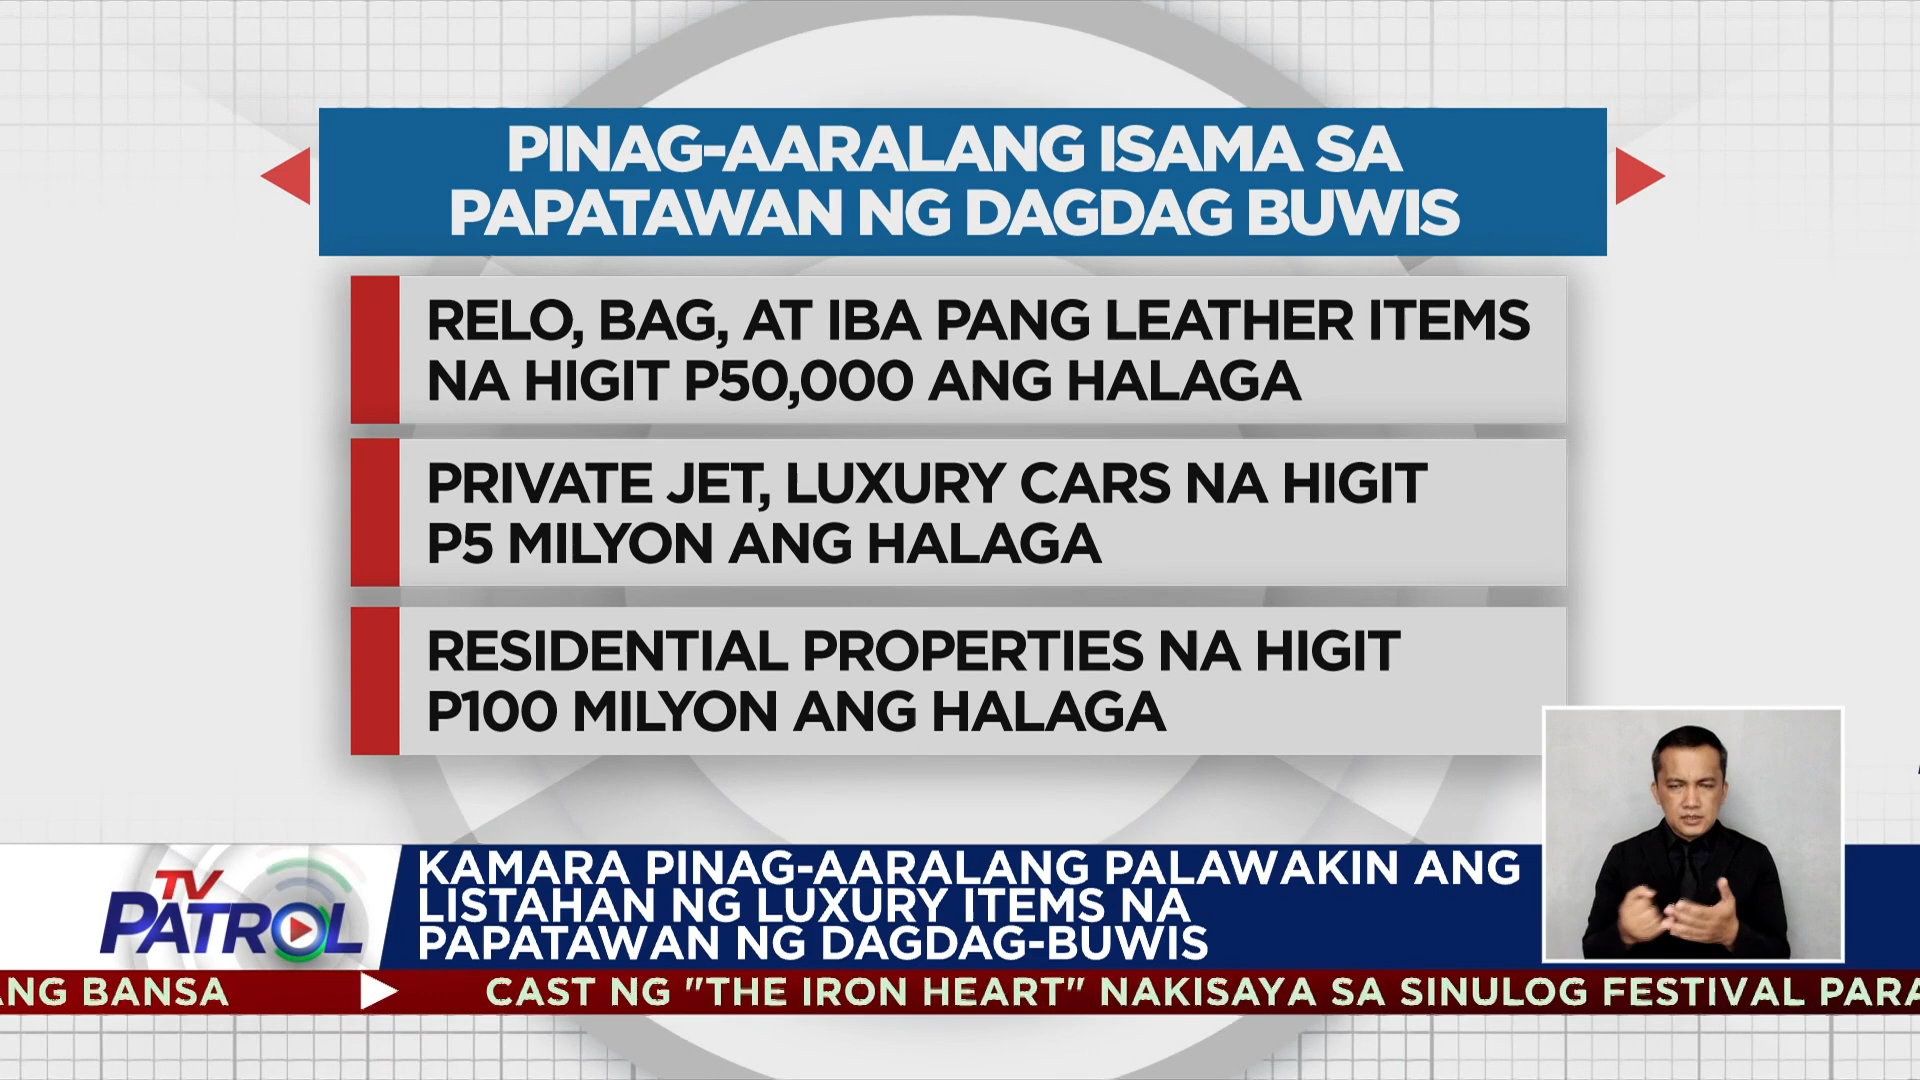 PINAG-AARALANG ISAMA SA
PAPATAWAN NG DAGDAG BUWIS
RELO, BAG, AT IBA PANG LEATHER ITEMS
NA HIGIT P50,000 ANG HALAGA
PRIVATE JET, LUXURY CARS NA HIGIT
P5 MILYON ANG HALAGA
RESIDENTIAL PROPERTIES NA HIGIT
P100 MILYON ANG HALAGA
TV
PATROL
KAMARA PINAG-AARALANG PALAWAKIN ANG
LISTAHAN NG LUXURY ITEMS NA
PAPATAWAN NG DAGDAG-BUWIS
ANG BANSA CAST NG "THE IRON HEART" NAKISAYA SA SINULOG FESTIVAL PARA